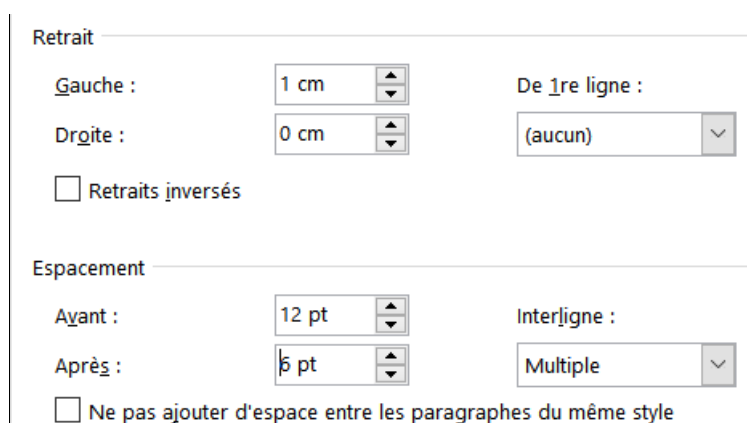 Retrait
Gauche : 1 cm De 1re ligne :
Droite : 0 cm (aucun)
Retraits inversés
Espacement
Avant : 12 pt Interligne :
Après : 6 pt Multiple
Ne pas ajouter d'espace entre les paragraphes du même style